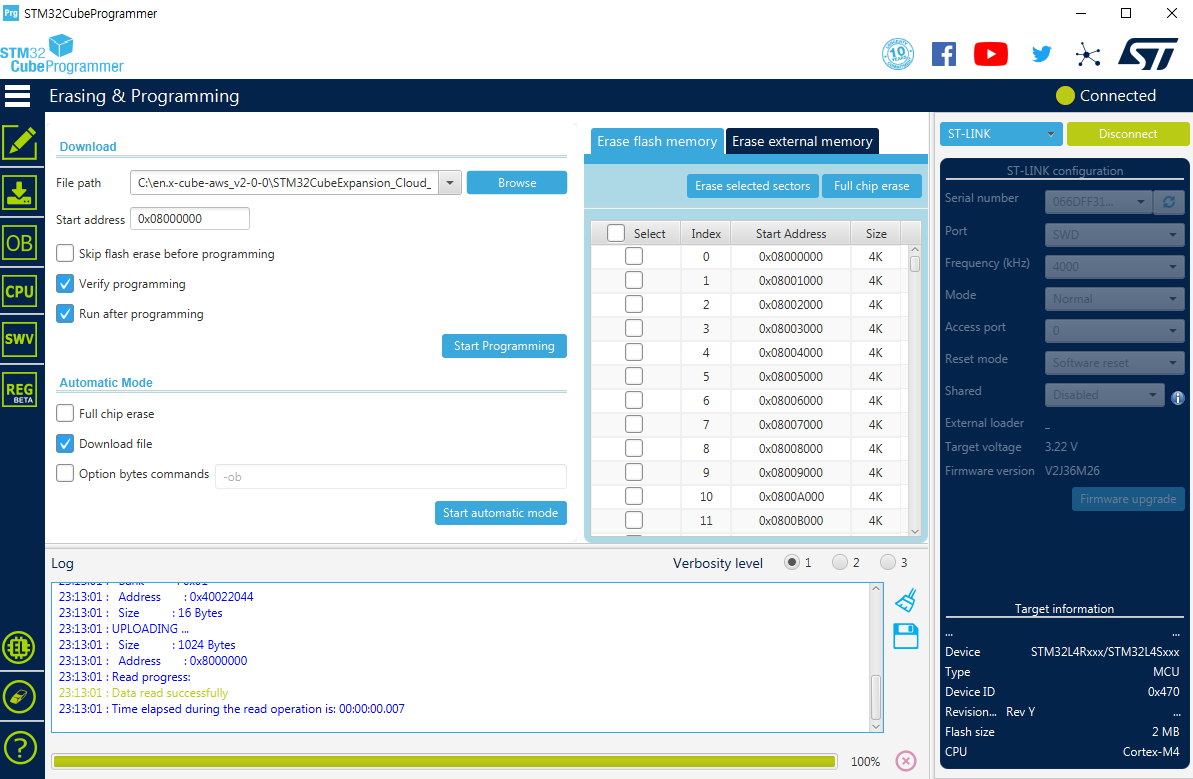 Prg STM32CubeProgrammer
STM32
CubeProgrammer
10
Erasing & Programming
Connected
Download
File path C:\en.x-cube-aws_v2-0-0\STM32CubeExpansion_Cloud_ Browse
Start address 0x08000000
Skip flash erase before programming
Verify programming
Run after programming
Start Programming
Automatic Mode
Full chip erase
Download file
Option bytes commands -ob
Start automatic mode
OB
CPU
SWV
REG
BETA
Erase flash memory Erase external memory
Erase selected sectors Full chip erase
Select Index Start Address Size
0 0x08000000 4K
1 0x08001000 4K
2 0x08002000 4K
3 0x08003000 4K
4 0x08004000 4K
5 0x08005000 4K
6 0x08006000 4K
7 0x08007000 4K
8 0x08008000 4K
9 0x08009000 4K
10 0x0800A000 4K
11 0x0800B000 4K
ST-LINK Disconnect
ST-LINK configuration
Serial number 066DFF31...
Port SWD
Frequency (kHz) 4000
Mode Normal
Access port 0
Reset mode Software reset
Shared Disabled
External loader _
Target voltage 3.22 V
Firmware version V2J36M26
Firmware upgrade
Target information
... ...
Device STM32L4Rxxx/STM32L4Sxxx
Type MCU
Device ID 0x470
Revision... Rev Y ...
Flash size 2 MB
CPU Cortex-M4
Log Verbosity level 1 2 3
23:13:01 : Bank : 0x01
23:13:01 : Address : 0x40022044
23:13:01 : Size : 16 Bytes
23:13:01 : UPLOADING ...
23:13:01 : Size : 1024 Bytes
23:13:01 : Address : 0x8000000
23:13:01 : Read progress:
23:13:01 : Data read successfully
23:13:01 : Time elapsed during the read operation is: 00:00:00.007
100%